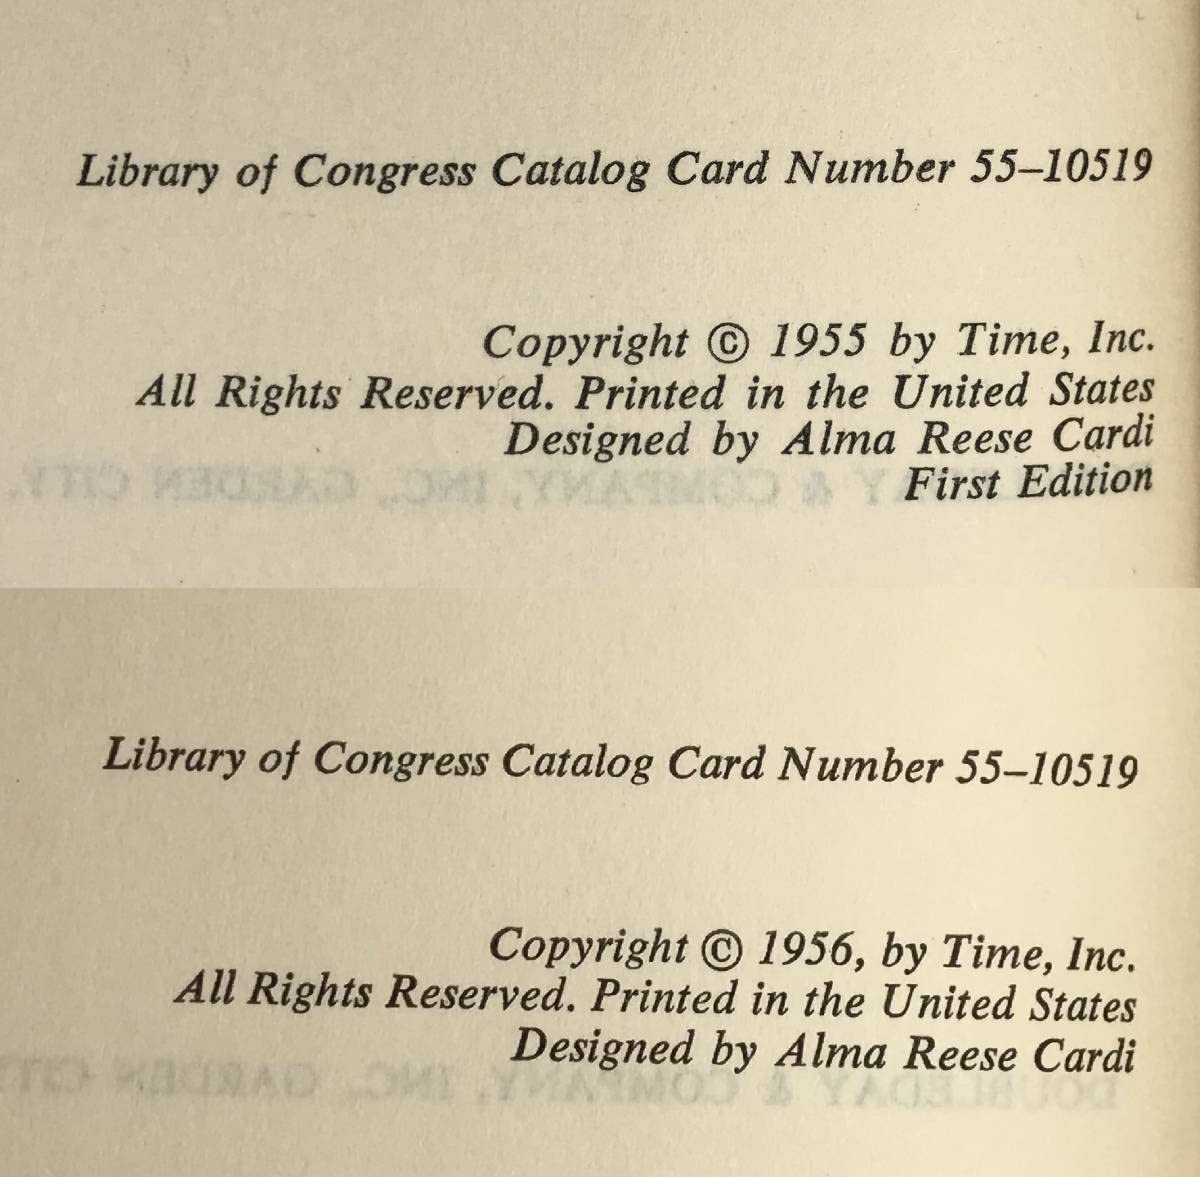 Library of Congress Catalog Card Number 55–10519
Copyright © 1955 by Time, Inc.
All Rights Reserved. Printed in the United States
Designed by Alma Reese Cardi
First Edition
Library of Congress Catalog Card Number 55–10519
Copyright © 1956, by Time, Inc.
All Rights Reserved. Printed in the United States
Designed by Alma Reese Cardi